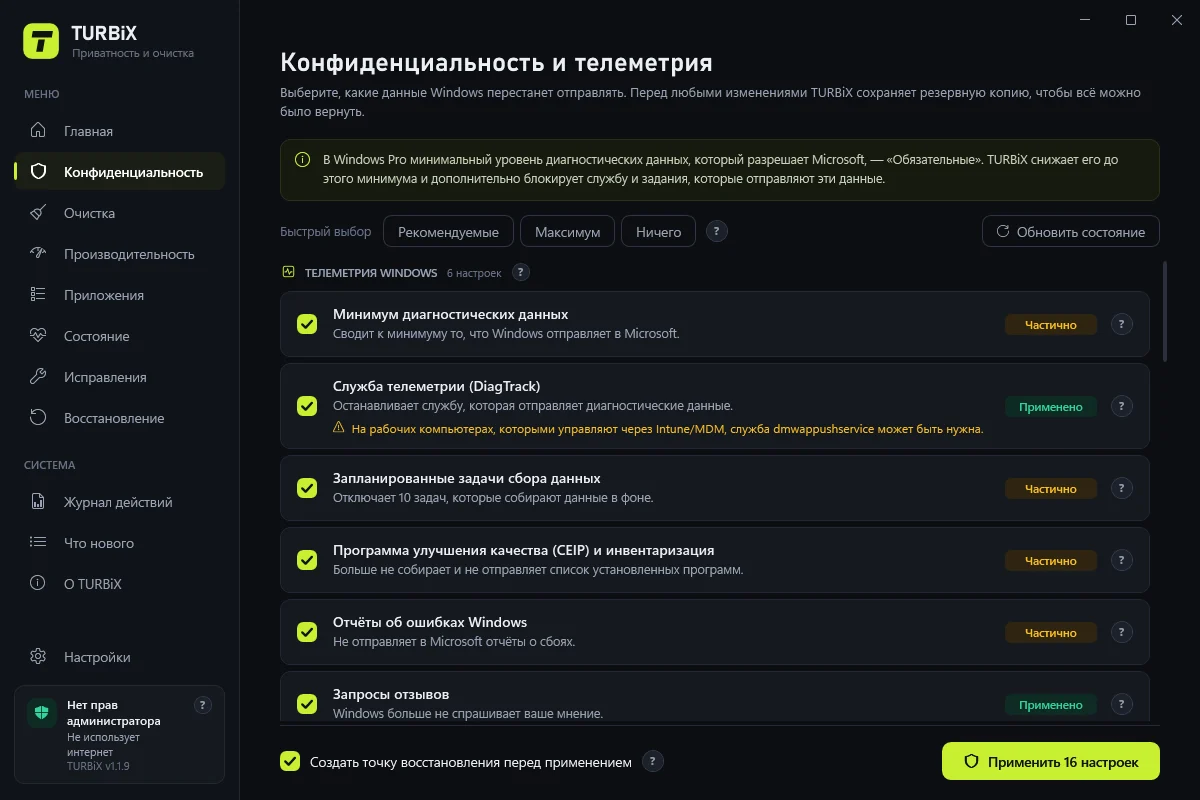 TURBiX
Приватность и очистка
МЕНЮ
Главная
Конфиденциальность
Очистка
Производительность
Приложения
Состояние
Исправления
Восстановление
СИСТЕМА
Журнал действий
Что нового
О TURBiX
Настройки
Нет прав
администратора
?
Не использует
интернет
TURBiX v1.1.9
Конфиденциальность и телеметрия
Выберите, какие данные Windows перестанет отправлять. Перед любыми изменениями TURBiX сохраняет резервную копию, чтобы всё можно
было вернуть.
В Windows Pro минимальный уровень диагностических данных, который разрешает Microsoft, — «Обязательные». TURBiX снижает его до
этого минимума и дополнительно блокирует службу и задания, которые отправляют эти данные.
Быстрый выбор Рекомендуемые Максимум Ничего ? Обновить состояние
ТЕЛЕМЕТРИЯ WINDOWS 6 настроек ?
Минимум диагностических данных
Сводит к минимуму то, что Windows отправляет в Microsoft.
Частично ?
Служба телеметрии (DiagTrack)
Останавливает службу, которая отправляет диагностические данные.
На рабочих компьютерах, которыми управляют через Intune/MDM, служба dmwappushservice может быть нужна.
Применено ?
Запланированные задачи сбора данных
Отключает 10 задач, которые собирают данные в фоне.
Частично ?
Программа улучшения качества (CEIP) и инвентаризация
Больше не собирает и не отправляет список установленных программ.
Частично ?
Отчёты об ошибках Windows
Не отправляет в Microsoft отчёты о сбоях.
Частично ?
Запросы отзывов
Windows больше не спрашивает ваше мнение.
Применено ?
Создать точку восстановления перед применением ?
Применить 16 настроек